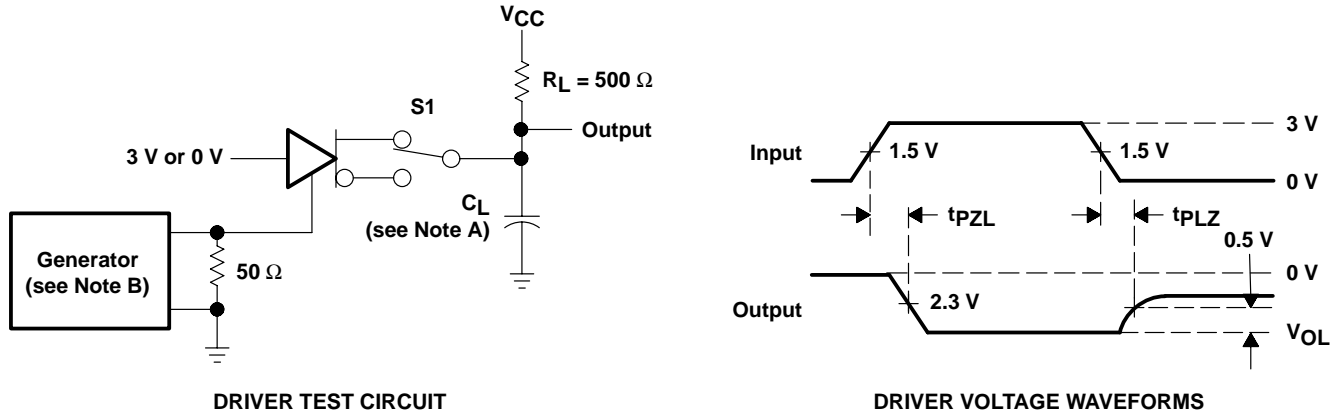 VCC
RL = 500 Ω
S1
Output
3 V or 0 V
CL
(see Note A)
Generator
(see Note B)
50 Ω
DRIVER TEST CIRCUIT
3 V
Input
1.5 V
1.5 V
0 V
tPZL
tPLZ
0.5 V
0 V
2.3 V
Output
VOL
DRIVER VOLTAGE WAVEFORMS